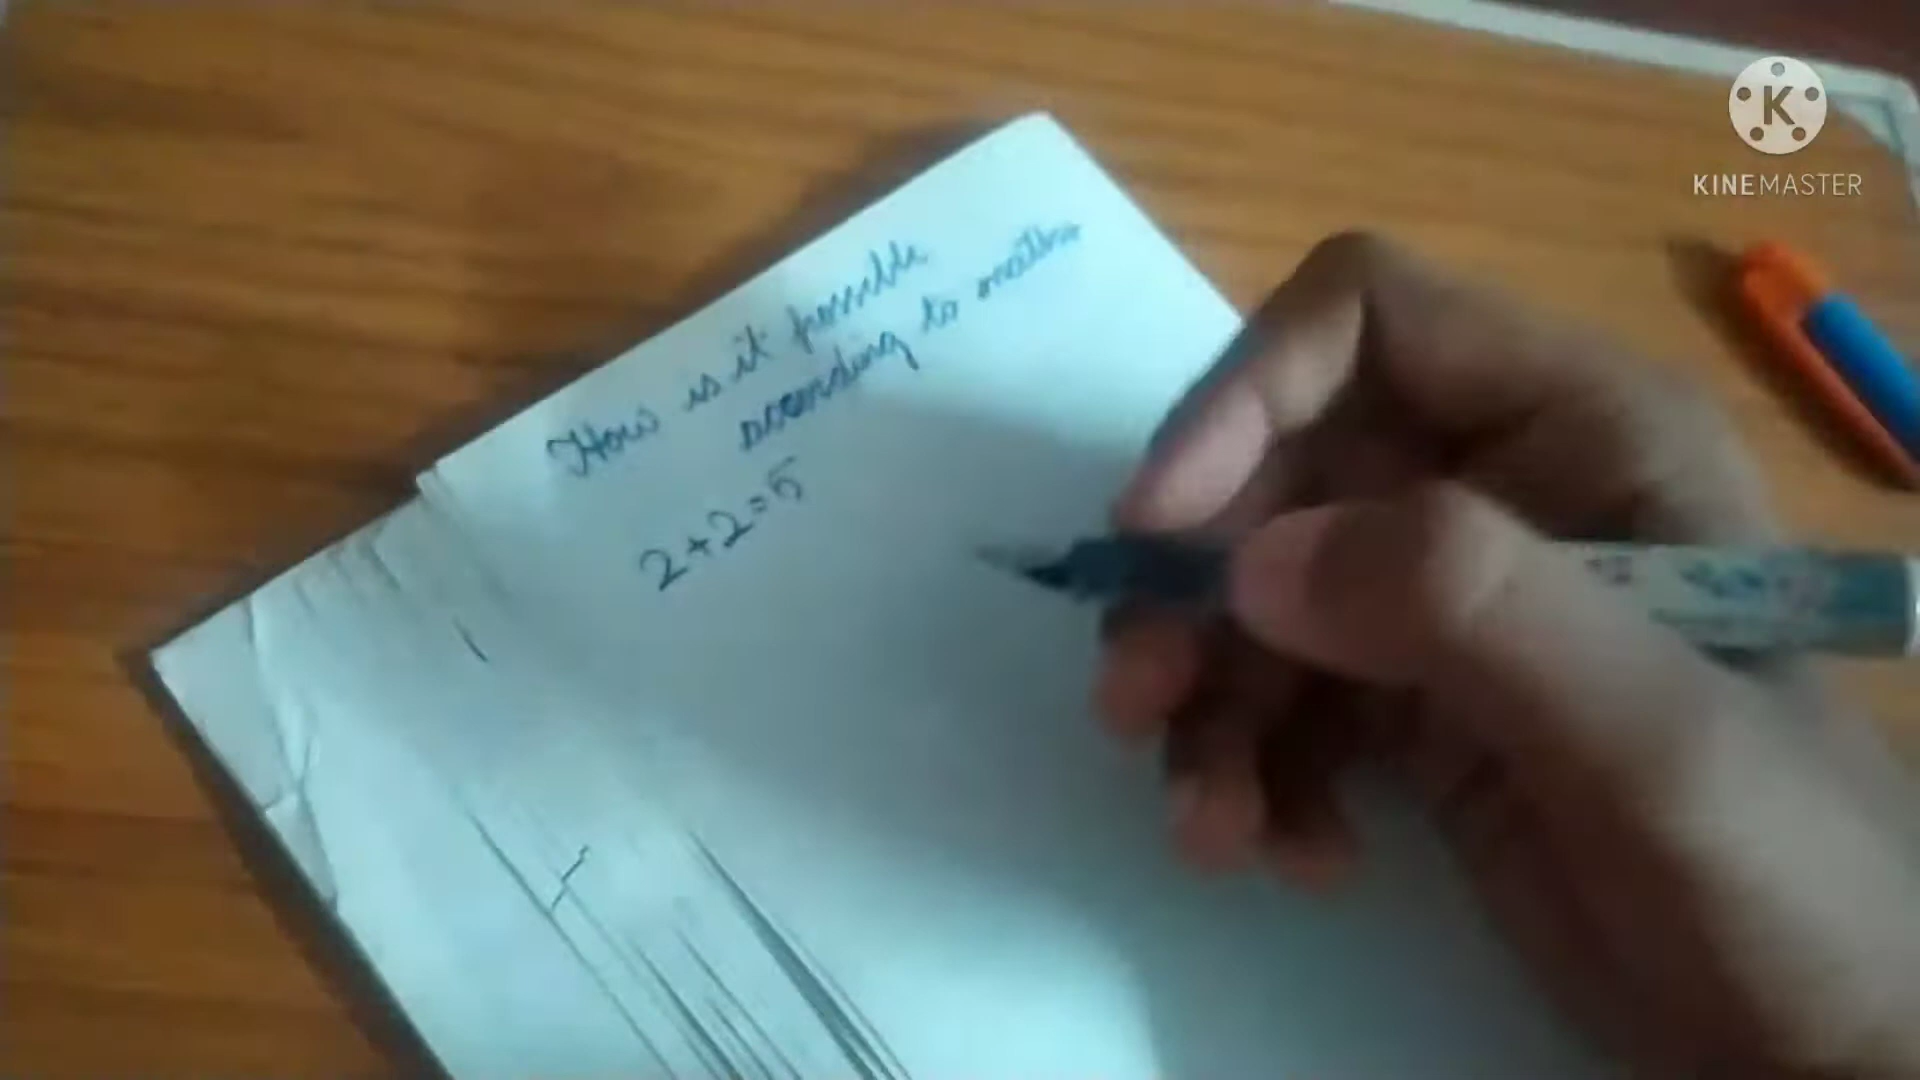 How is it possible
according to maths
2+2=5
K
KINEMASTER